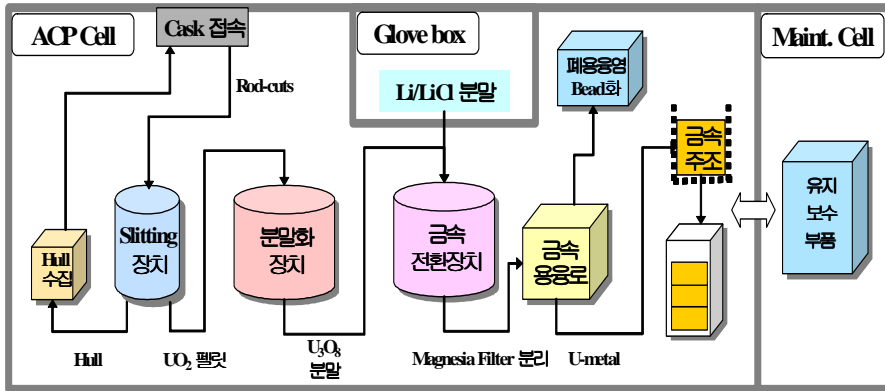 ACP Cell
Cask 접속
Glove box
Maint. Cell
Rod-cuts
Li/LiCl 분말
폐용융염
Bead화
금속
주조
Hull
수집
Slitting
장치
분말화
장치
금속
전환장치
금속
용융로
유지
보수
부품
Hull
UO₂ 펠릿
U₃O₈
분말
Magnesia Filter 분리
U-metal